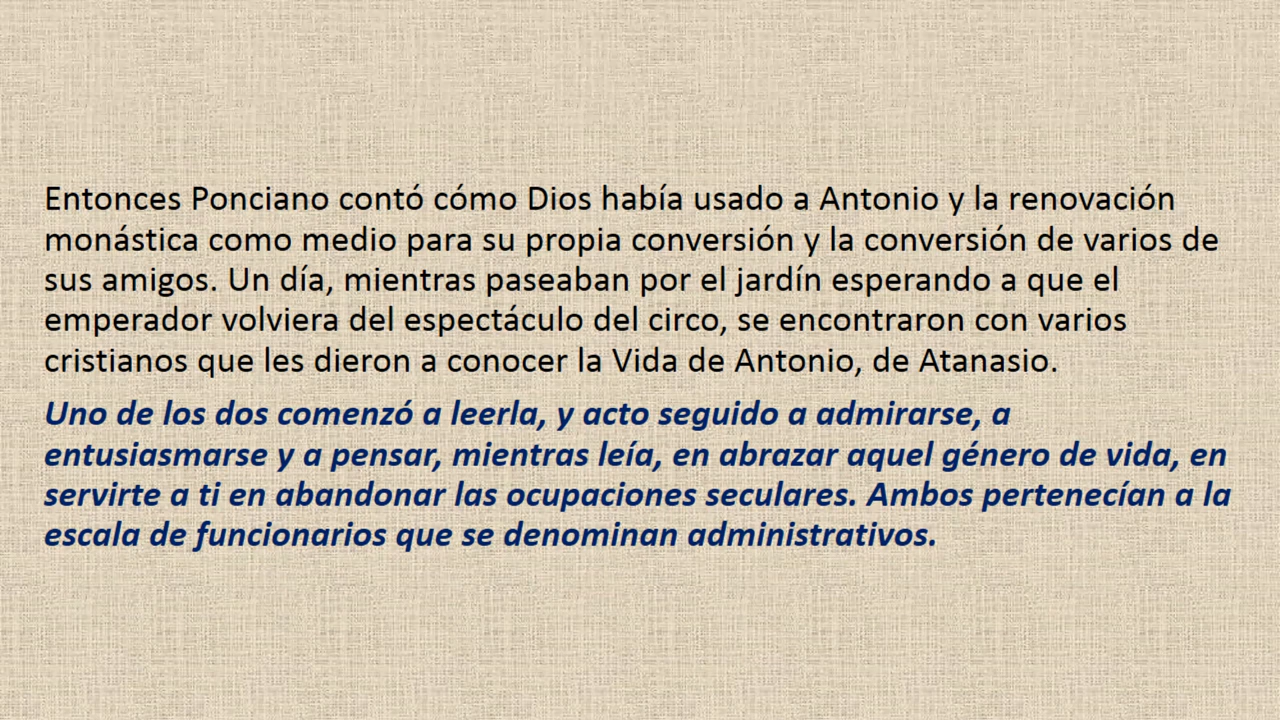 Entonces Ponciano contó cómo Dios había usado a Antonio y la renovación
monástica como medio para su propia conversión y la conversión de varios de
sus amigos. Un día, mientras paseaban por el jardín esperando a que el
emperador volviera del espectáculo del circo, se encontraron con varios
cristianos que les dieron a conocer la Vida de Antonio, de Atanasio.
Uno de los dos comenzó a leerla, y acto seguido a admirarse, a
entusiasmarse y a pensar, mientras leía, en abrazar aquel género de vida, en
servirte a ti en abandonar las ocupaciones seculares. Ambos pertenecían a la
escala de funcionarios que se denominan administrativos.